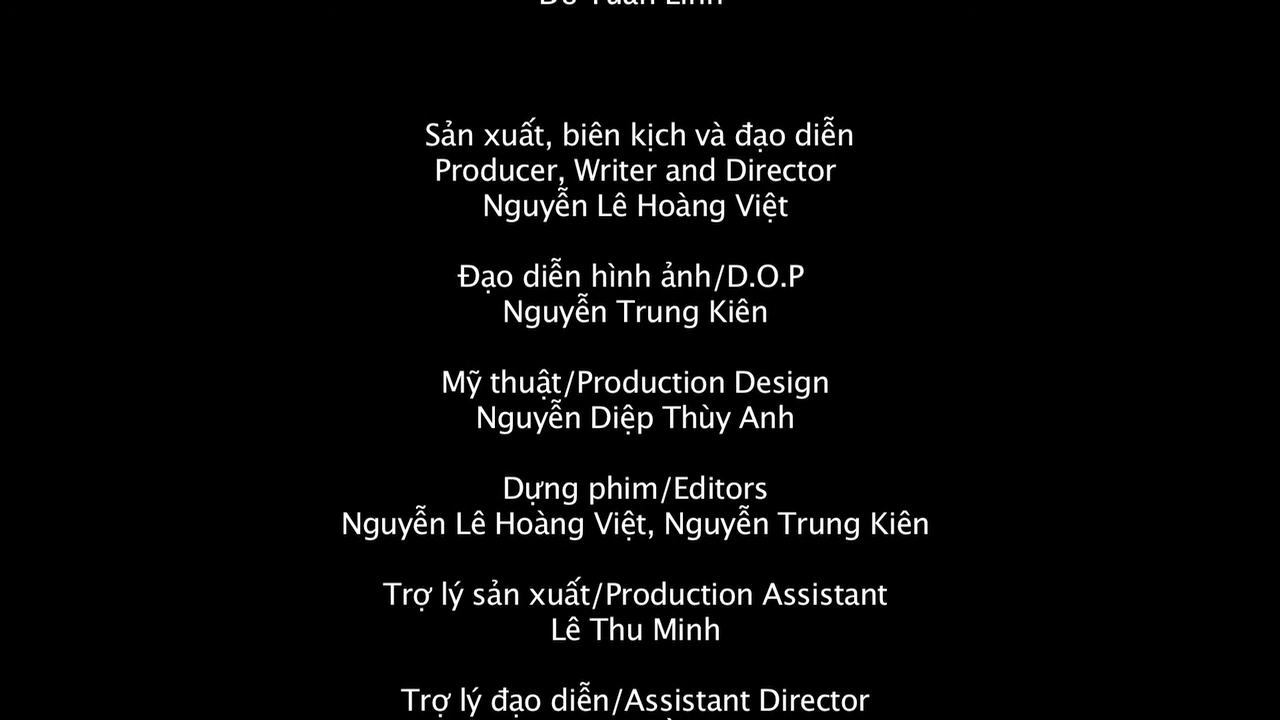 Sản xuất, biên kịch và đạo diễn
Producer, Writer and Director
Nguyễn Lê Hoàng Việt
Đạo diễn hình ảnh/D.O.P
Nguyễn Trung Kiên
Mỹ thuật/Production Design
Nguyễn Diệp Thùy Anh
Dựng phim/Editors
Nguyễn Lê Hoàng Việt, Nguyễn Trung Kiên
Trợ lý sản xuất/Production Assistant
Lê Thu Minh
Trợ lý đạo diễn/Assistant Director